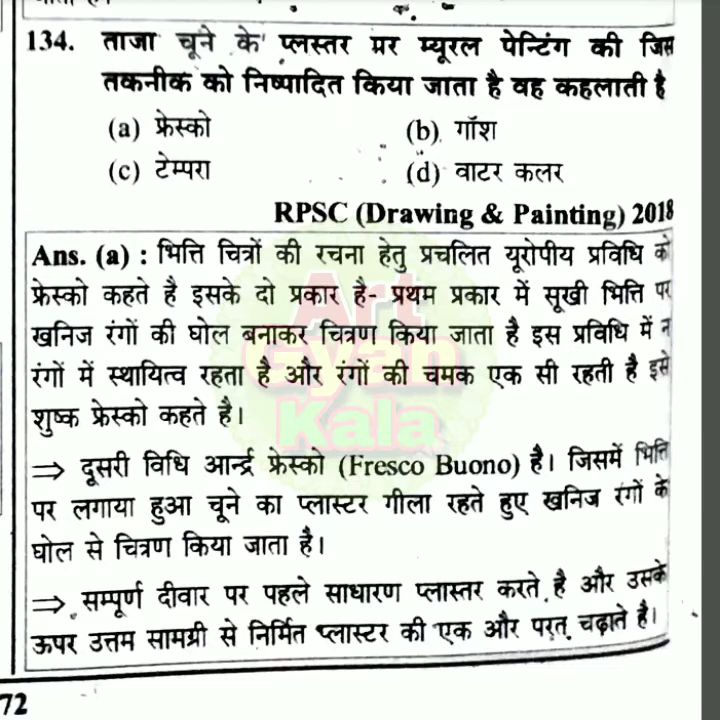 134. ताजा चूने के प्लस्तर पर म्यूरल पेन्टिंग की जिस
तकनीक को निष्पादित किया जाता है वह कहलाती है
(a) फ्रेस्को (b) गॉश
(c) टेम्परा (d) वाटर कलर
RPSC (Drawing & Painting) 2018
Ans. (a) : भित्ति चित्रों की रचना हेतु प्रचलित यूरोपीय प्रविधि को
फ्रेस्को कहते है इसके दो प्रकार है- प्रथम प्रकार में सूखी भित्ति पर
खनिज रंगों की घोल बनाकर चित्रण किया जाता है इस प्रविधि में न
रंगों में स्थायित्व रहता है और रंगों की चमक एक सी रहती है इसे
शुष्क फ्रेस्को कहते है।
⇒ दूसरी विधि आर्न्द्र फ्रेस्को (Fresco Buono) है। जिसमें भित्ति
पर लगाया हुआ चूने का प्लास्टर गीला रहते हुए खनिज रंगों के
घोल से चित्रण किया जाता है।
⇒ सम्पूर्ण दीवार पर पहले साधारण प्लास्तर करते है और उसके
ऊपर उत्तम सामग्री से निर्मित प्लास्टर की एक और परत चढ़ाते है।
72
Art
Gyan
Kala